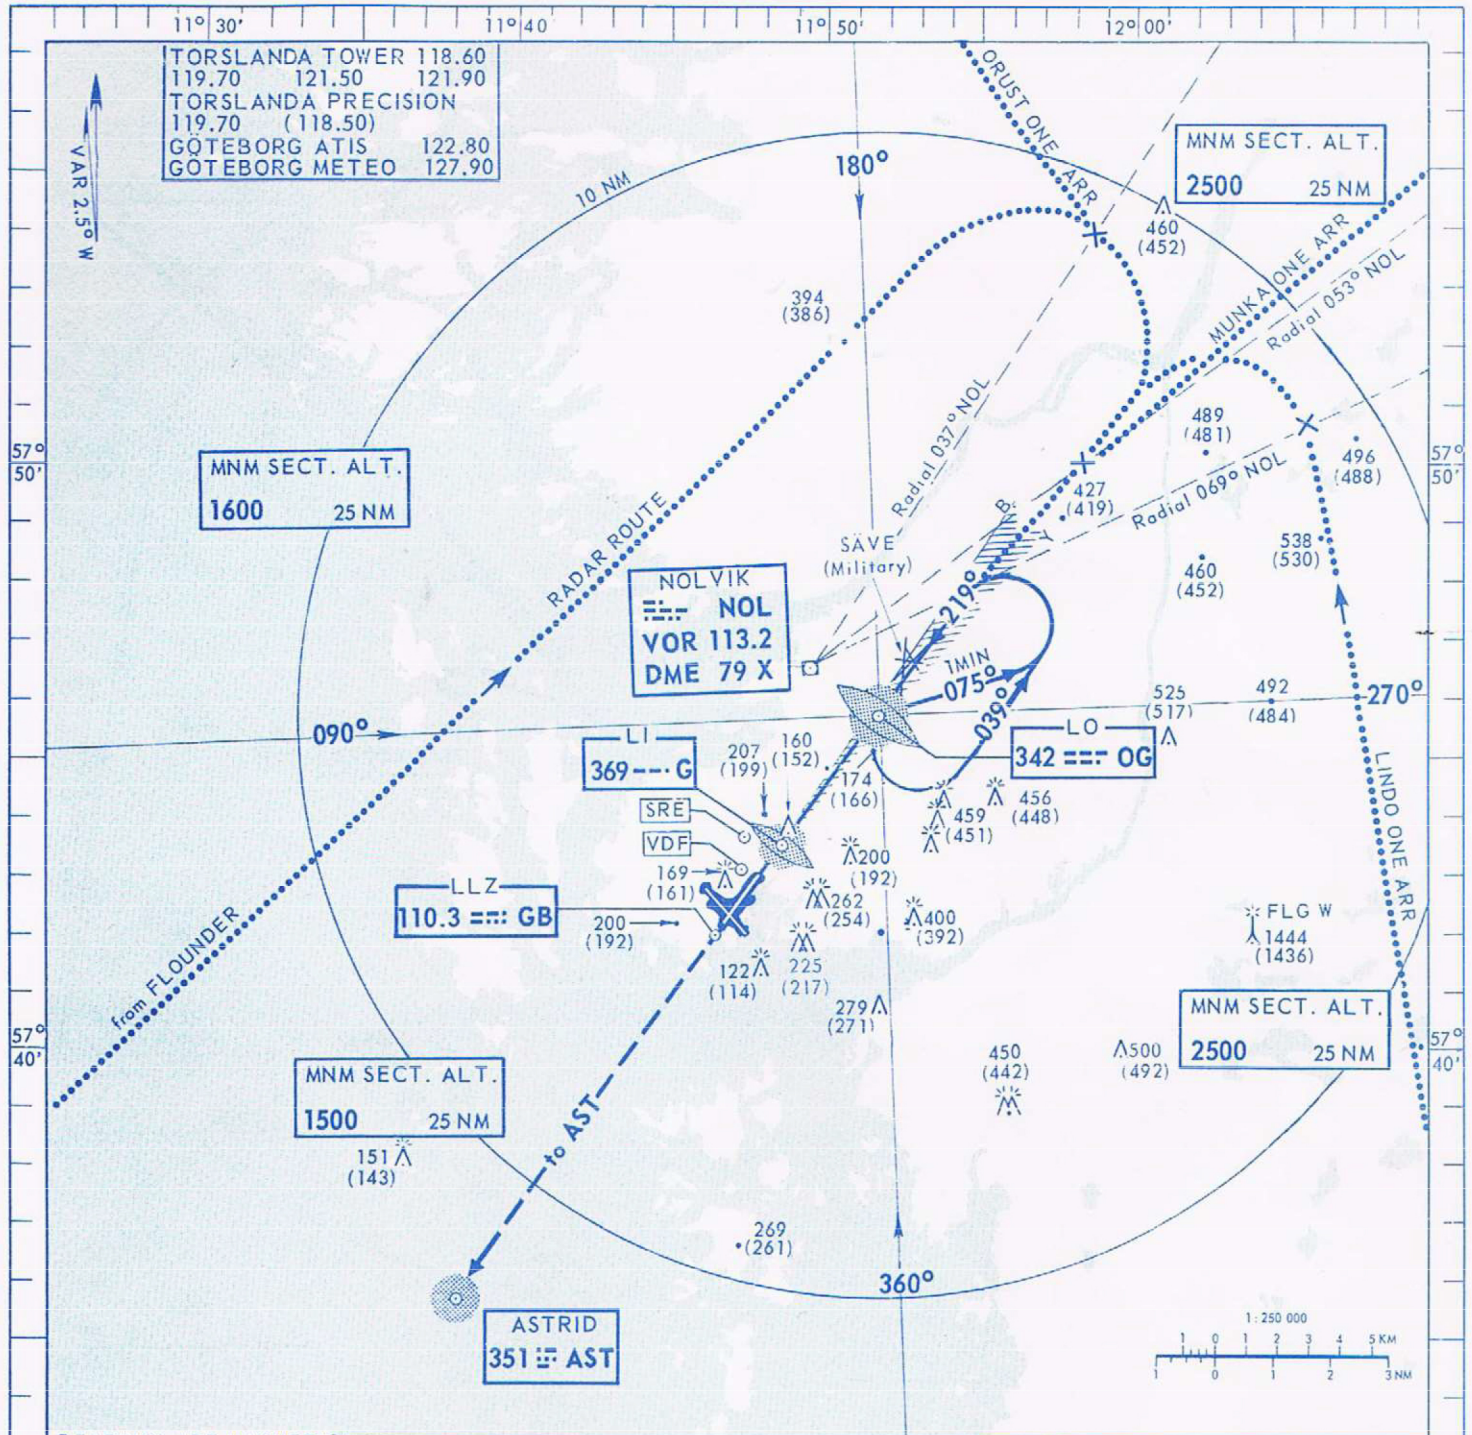 11°30'
11°40'
11°50'
12°00'
TORSLANDA TOWER 118.60
119.70 121.50 121.90
TORSLANDA PRECISION
119.70 (118.50)
GÖTEBORG ATIS 122.80
GÖTEBORG METEO 127.90
VAR 2.5° W
10 NM
180°
ORUST ONE ARR
MNM SECT. ALT.
2500 25 NM
460
(452)
MUNKA ONE ARR
Radial 053° NOL
394
(386)
Radial 037° NOL
489
(481)
496
(488)
57°
50'
57°
50'
MNM SECT. ALT.
1600 25 NM
RADAR ROUTE
427
(419)
Radial 069° NOL
B
Y
SÄVE
(Military)
538
(530)
460
(452)
NOLVIK
NOL
VOR 113.2
DME 79 X
219°
1MIN
075°
039°
525
(517)
492
(484)
270°
090°
LI
369 G
207
(199)
160
(152)
174
(166)
LO
342 OG
SRE
VDF
459
(451)
456
(448)
LINDO ONE ARR
169
(161)
200
(192)
LLZ
110.3 GB
200
(192)
262
(254)
400
(392)
FLG W
1444
(1436)
from FLOUNDER
122
(114)
225
(217)
279
(271)
MNM SECT. ALT.
2500 25 NM
57°
40'
57°
40'
MNM SECT. ALT.
1500 25 NM
450
(442)
500
(492)
to AST
151
(143)
269
(261)
360°
ASTRID
351 AST
1:250 000
1 0 1 2 3 4 5 KM
1 0 1 2 3 NM